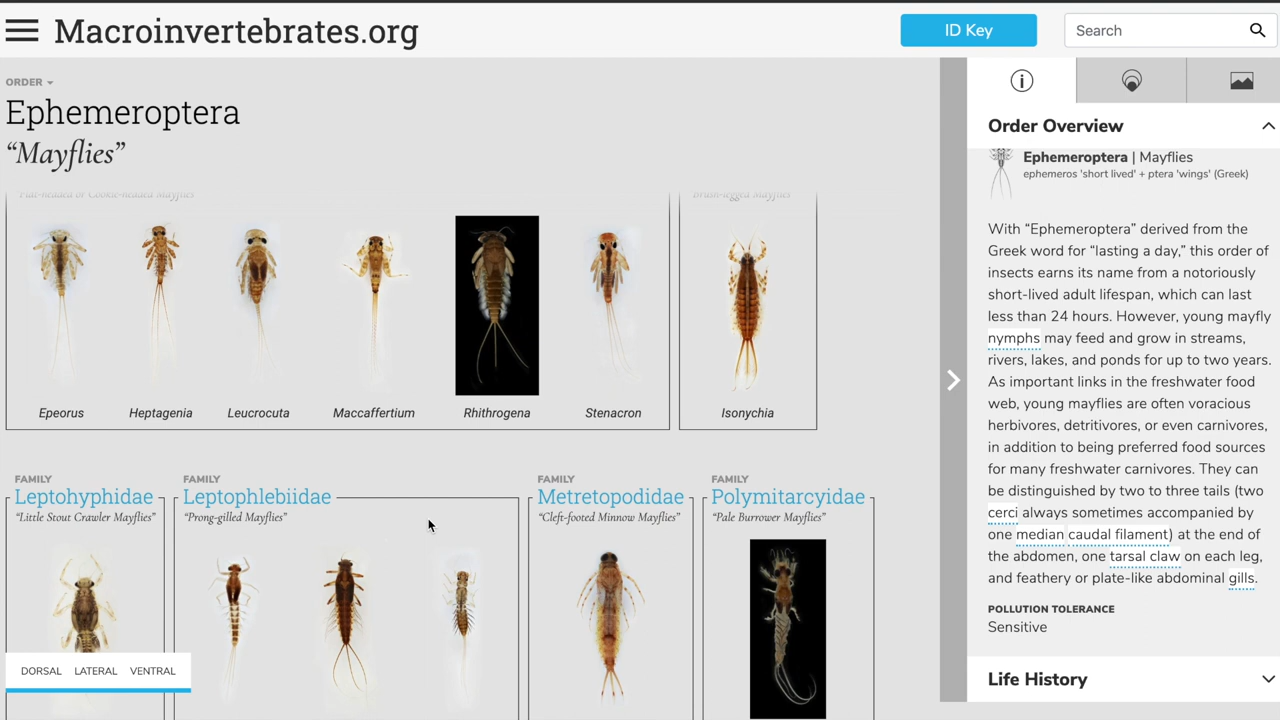 Macroinvertebrates.org
ID Key
Search
ORDER
Ephemeroptera
“Mayflies”
Flat-headed or Cookie-headed Mayflies
Brush-legged Mayflies
Epeorus
Heptagenia
Leucrocuta
Maccaffertium
Rhithrogena
Stenacron
Isonychia
FAMILY
Leptohyphidae
“Little Stout Crawler Mayflies”
FAMILY
Leptophlebiidae
“Prong-gilled Mayflies”
FAMILY
Metretopodidae
“Cleft-footed Minnow Mayflies”
FAMILY
Polymitarcyidae
“Pale Burrower Mayflies”
DORSAL LATERAL VENTRAL
Order Overview
Ephemeroptera | Mayflies
ephemeros 'short lived' + ptera 'wings' (Greek)
With “Ephemeroptera” derived from the
Greek word for “lasting a day,” this order of
insects earns its name from a notoriously
short-lived adult lifespan, which can last
less than 24 hours. However, young mayfly
nymphs may feed and grow in streams,
rivers, lakes, and ponds for up to two years.
As important links in the freshwater food
web, young mayflies are often voracious
herbivores, detritivores, or even carnivores,
in addition to being preferred food sources
for many freshwater carnivores. They can
be distinguished by two to three tails (two
cerci always sometimes accompanied by
one median caudal filament) at the end of
the abdomen, one tarsal claw on each leg,
and feathery or plate-like abdominal gills.
POLLUTION TOLERANCE
Sensitive
Life History